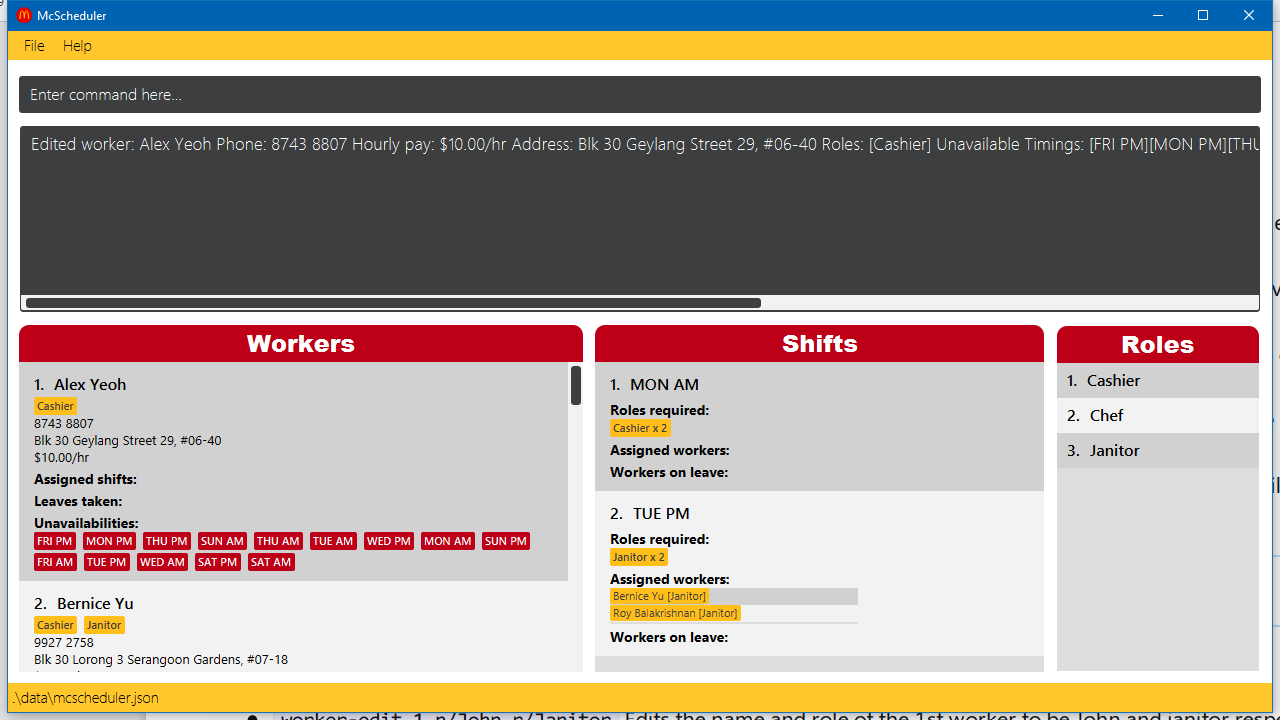 McScheduler
File Help
Enter command here...
Edited worker: Alex Yeoh Phone: 8743 8807 Hourly pay: $10.00/hr Address: Blk 30 Geylang Street 29, #06-40 Roles: [Cashier] Unavailable Timings: [FRI PM][MON PM][THU
Workers
1. Alex Yeoh
Cashier
8743 8807
Blk 30 Geylang Street 29, #06-40
$10.00/hr
Assigned shifts:
Leaves taken:
Unavailabilities:
FRI PM MON PM THU PM SUN AM THU AM TUE AM WED PM MON AM SUN PM
FRI AM TUE PM WED AM SAT PM SAT AM
2. Bernice Yu
Cashier Janitor
9927 2758
Blk 30 Lorong 3 Serangoon Gardens, #07-18
Shifts
1. MON AM
Roles required:
Cashier x 2
Assigned workers:
Workers on leave:
2. TUE PM
Roles required:
Janitor x 2
Assigned workers:
Bernice Yu [Janitor]
Roy Balakrishnan [Janitor]
Workers on leave:
Roles
1. Cashier
2. Chef
3. Janitor
.\data\mcscheduler.json
worker-edit 1 n/John r/Janitor Edits the name and role of the 1st worker to be John and janitor resp